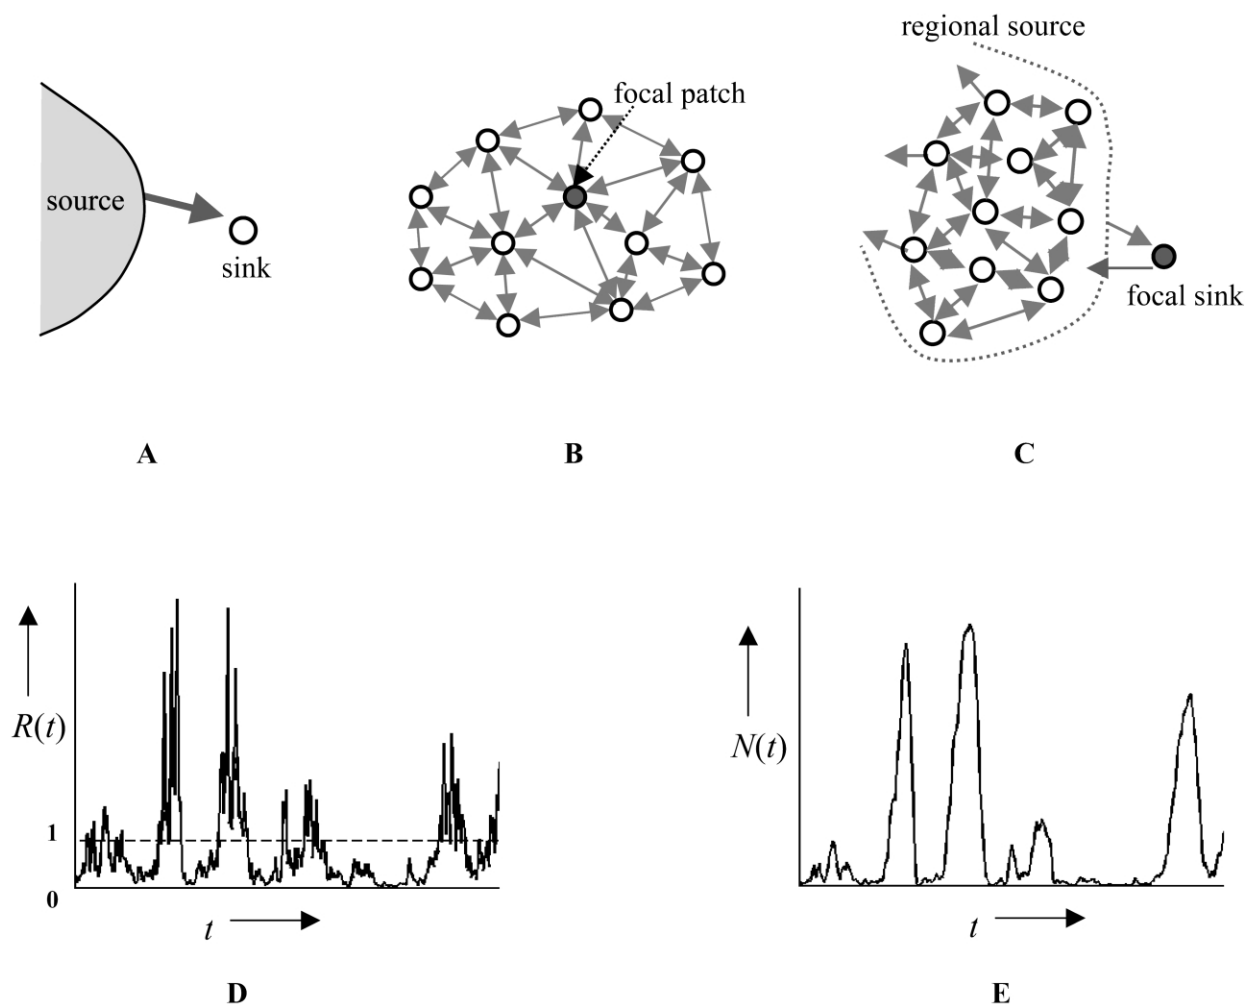 regional source
focal patch
source
sink
focal sink
A
B
C
R(t)
1
0
t
D
N(t)
t
E